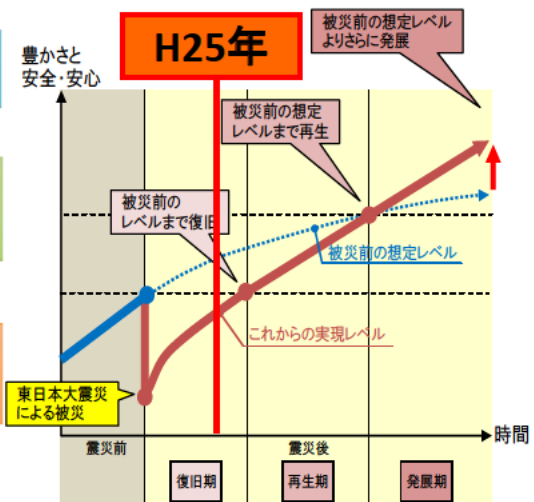 H25年
豊かさと
安全・安心
被災前の想定レベル
よりさらに発展
被災前の想定
レベルまで再生
被災前の
レベルまで復旧
被災前の想定レベル
これからの実現レベル
東日本大震災
による被災
時間
震災前
震災後
復旧期
再生期
発展期